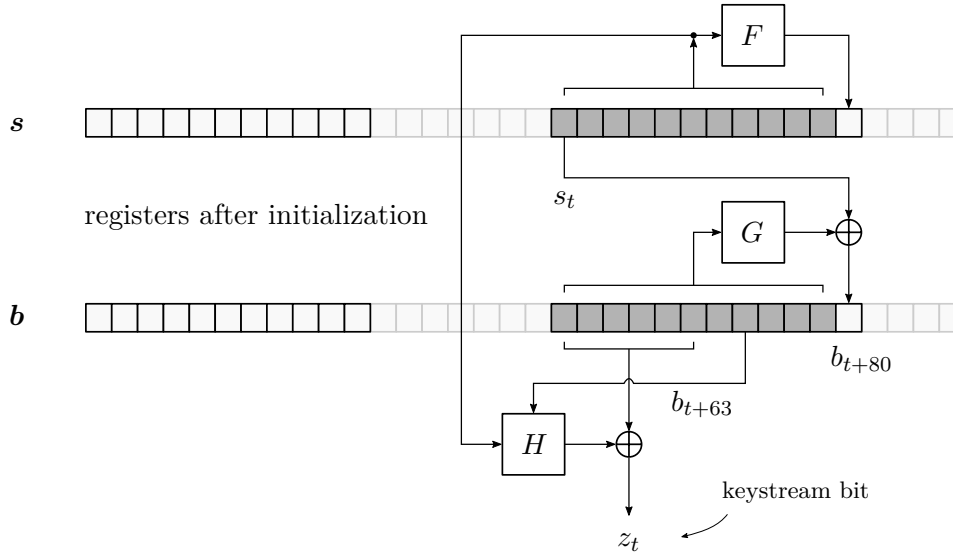 F
s
s_t
registers after initialization
G
b
b_{t+80}
b_{t+63}
H
keystream bit
z_t